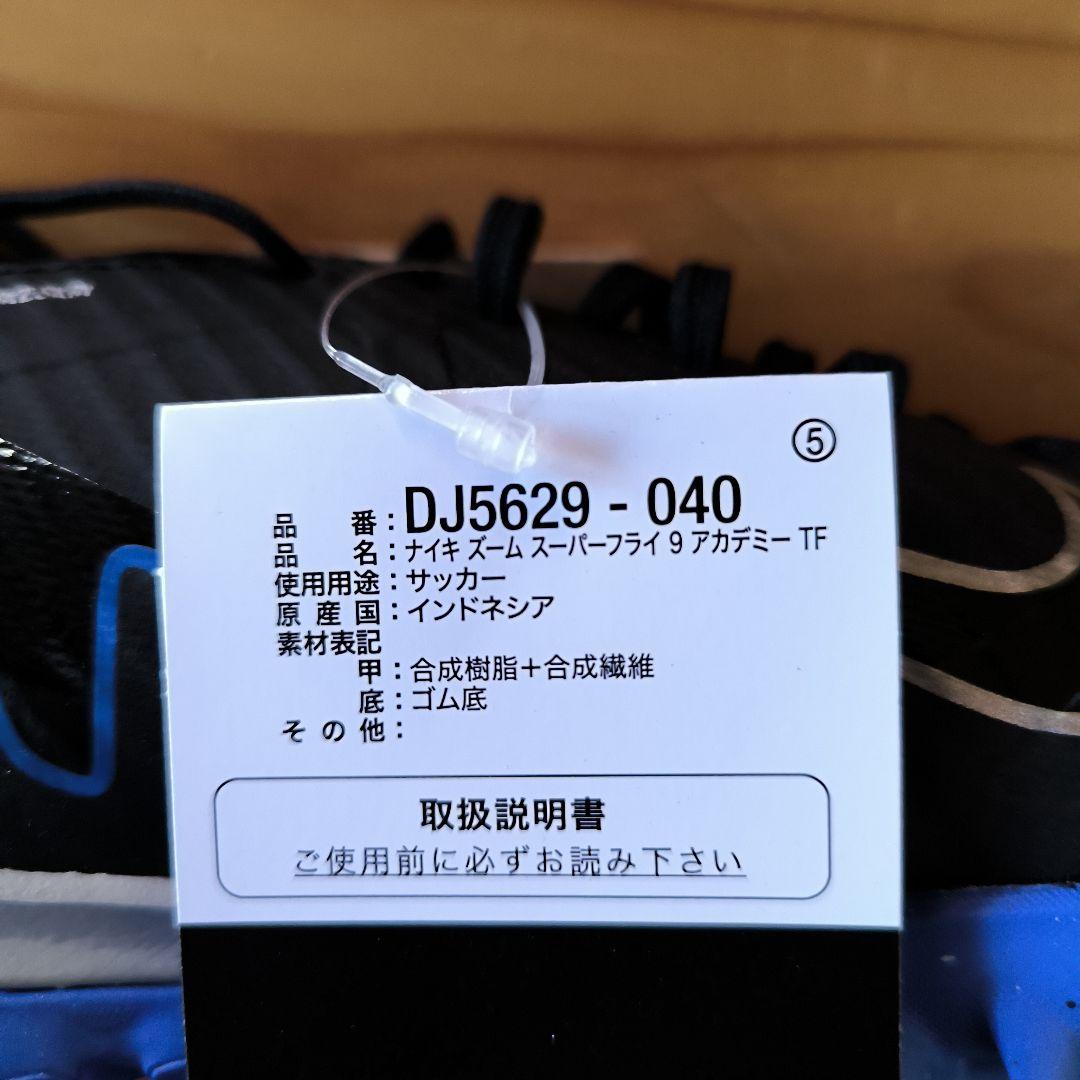 ⑤
品番：DJ5629 - 040
品名：ナイキ ズーム スーパーフライ 9 アカデミー TF
使用用途：サッカー
原産国：インドネシア
素材表記
甲：合成樹脂＋合成繊維
底：ゴム底
その他：
取扱説明書
ご使用前に必ずお読み下さい